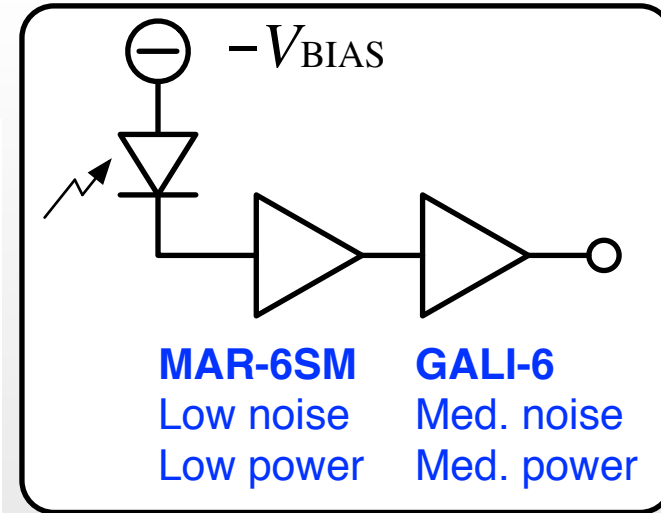 −VBIAS
MAR-6SM GALI-6
Low noise Med. noise
Low power Med. power